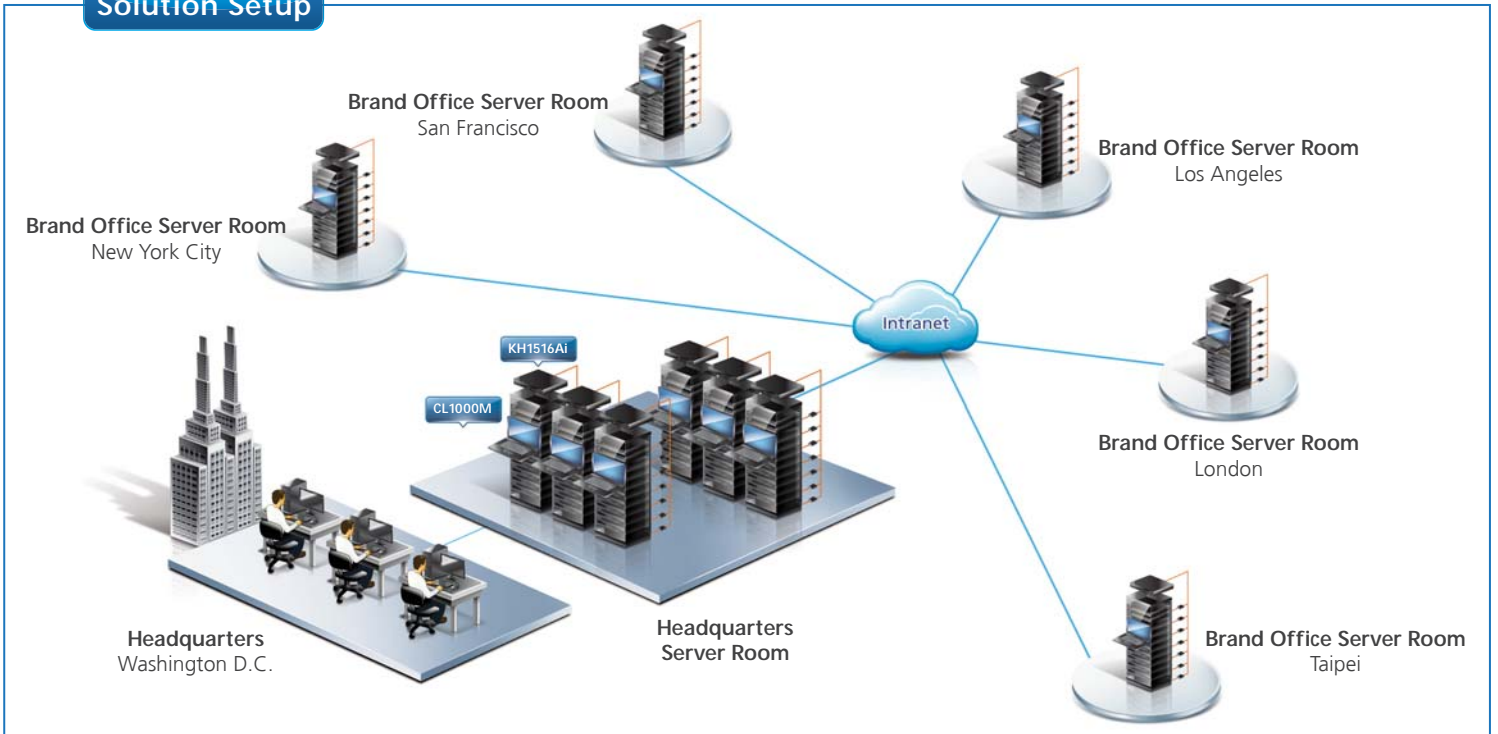 Solution Setup
Brand Office Server Room
San Francisco
Brand Office Server Room
Los Angeles
Brand Office Server Room
New York City
Intranet
KH1516Ai
CL1000M
Brand Office Server Room
London
Headquarters
Washington D.C.
Headquarters
Server Room
Brand Office Server Room
Taipei